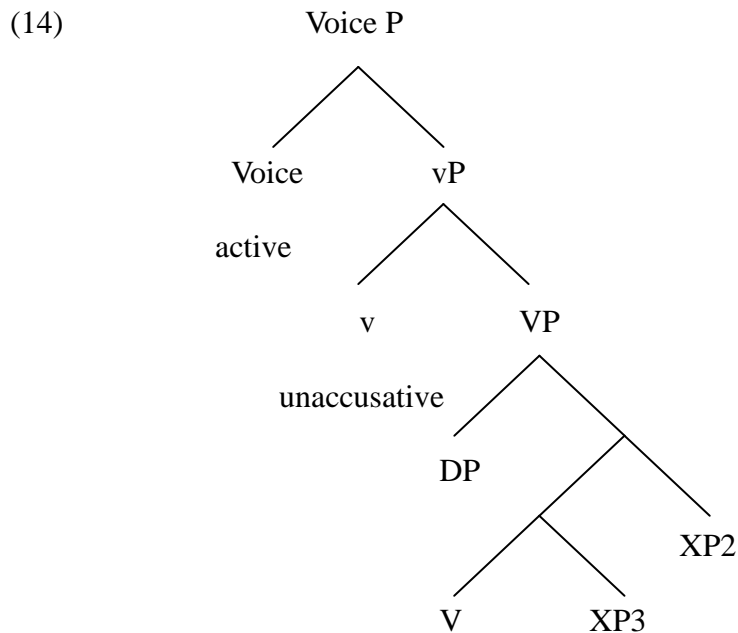 (14) Voice P
Voice vP
active
v VP
unaccusative
DP
XP2
V XP3